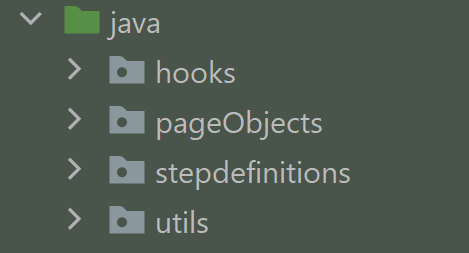 java
hooks
pageObjects
stepdefinitions
utils